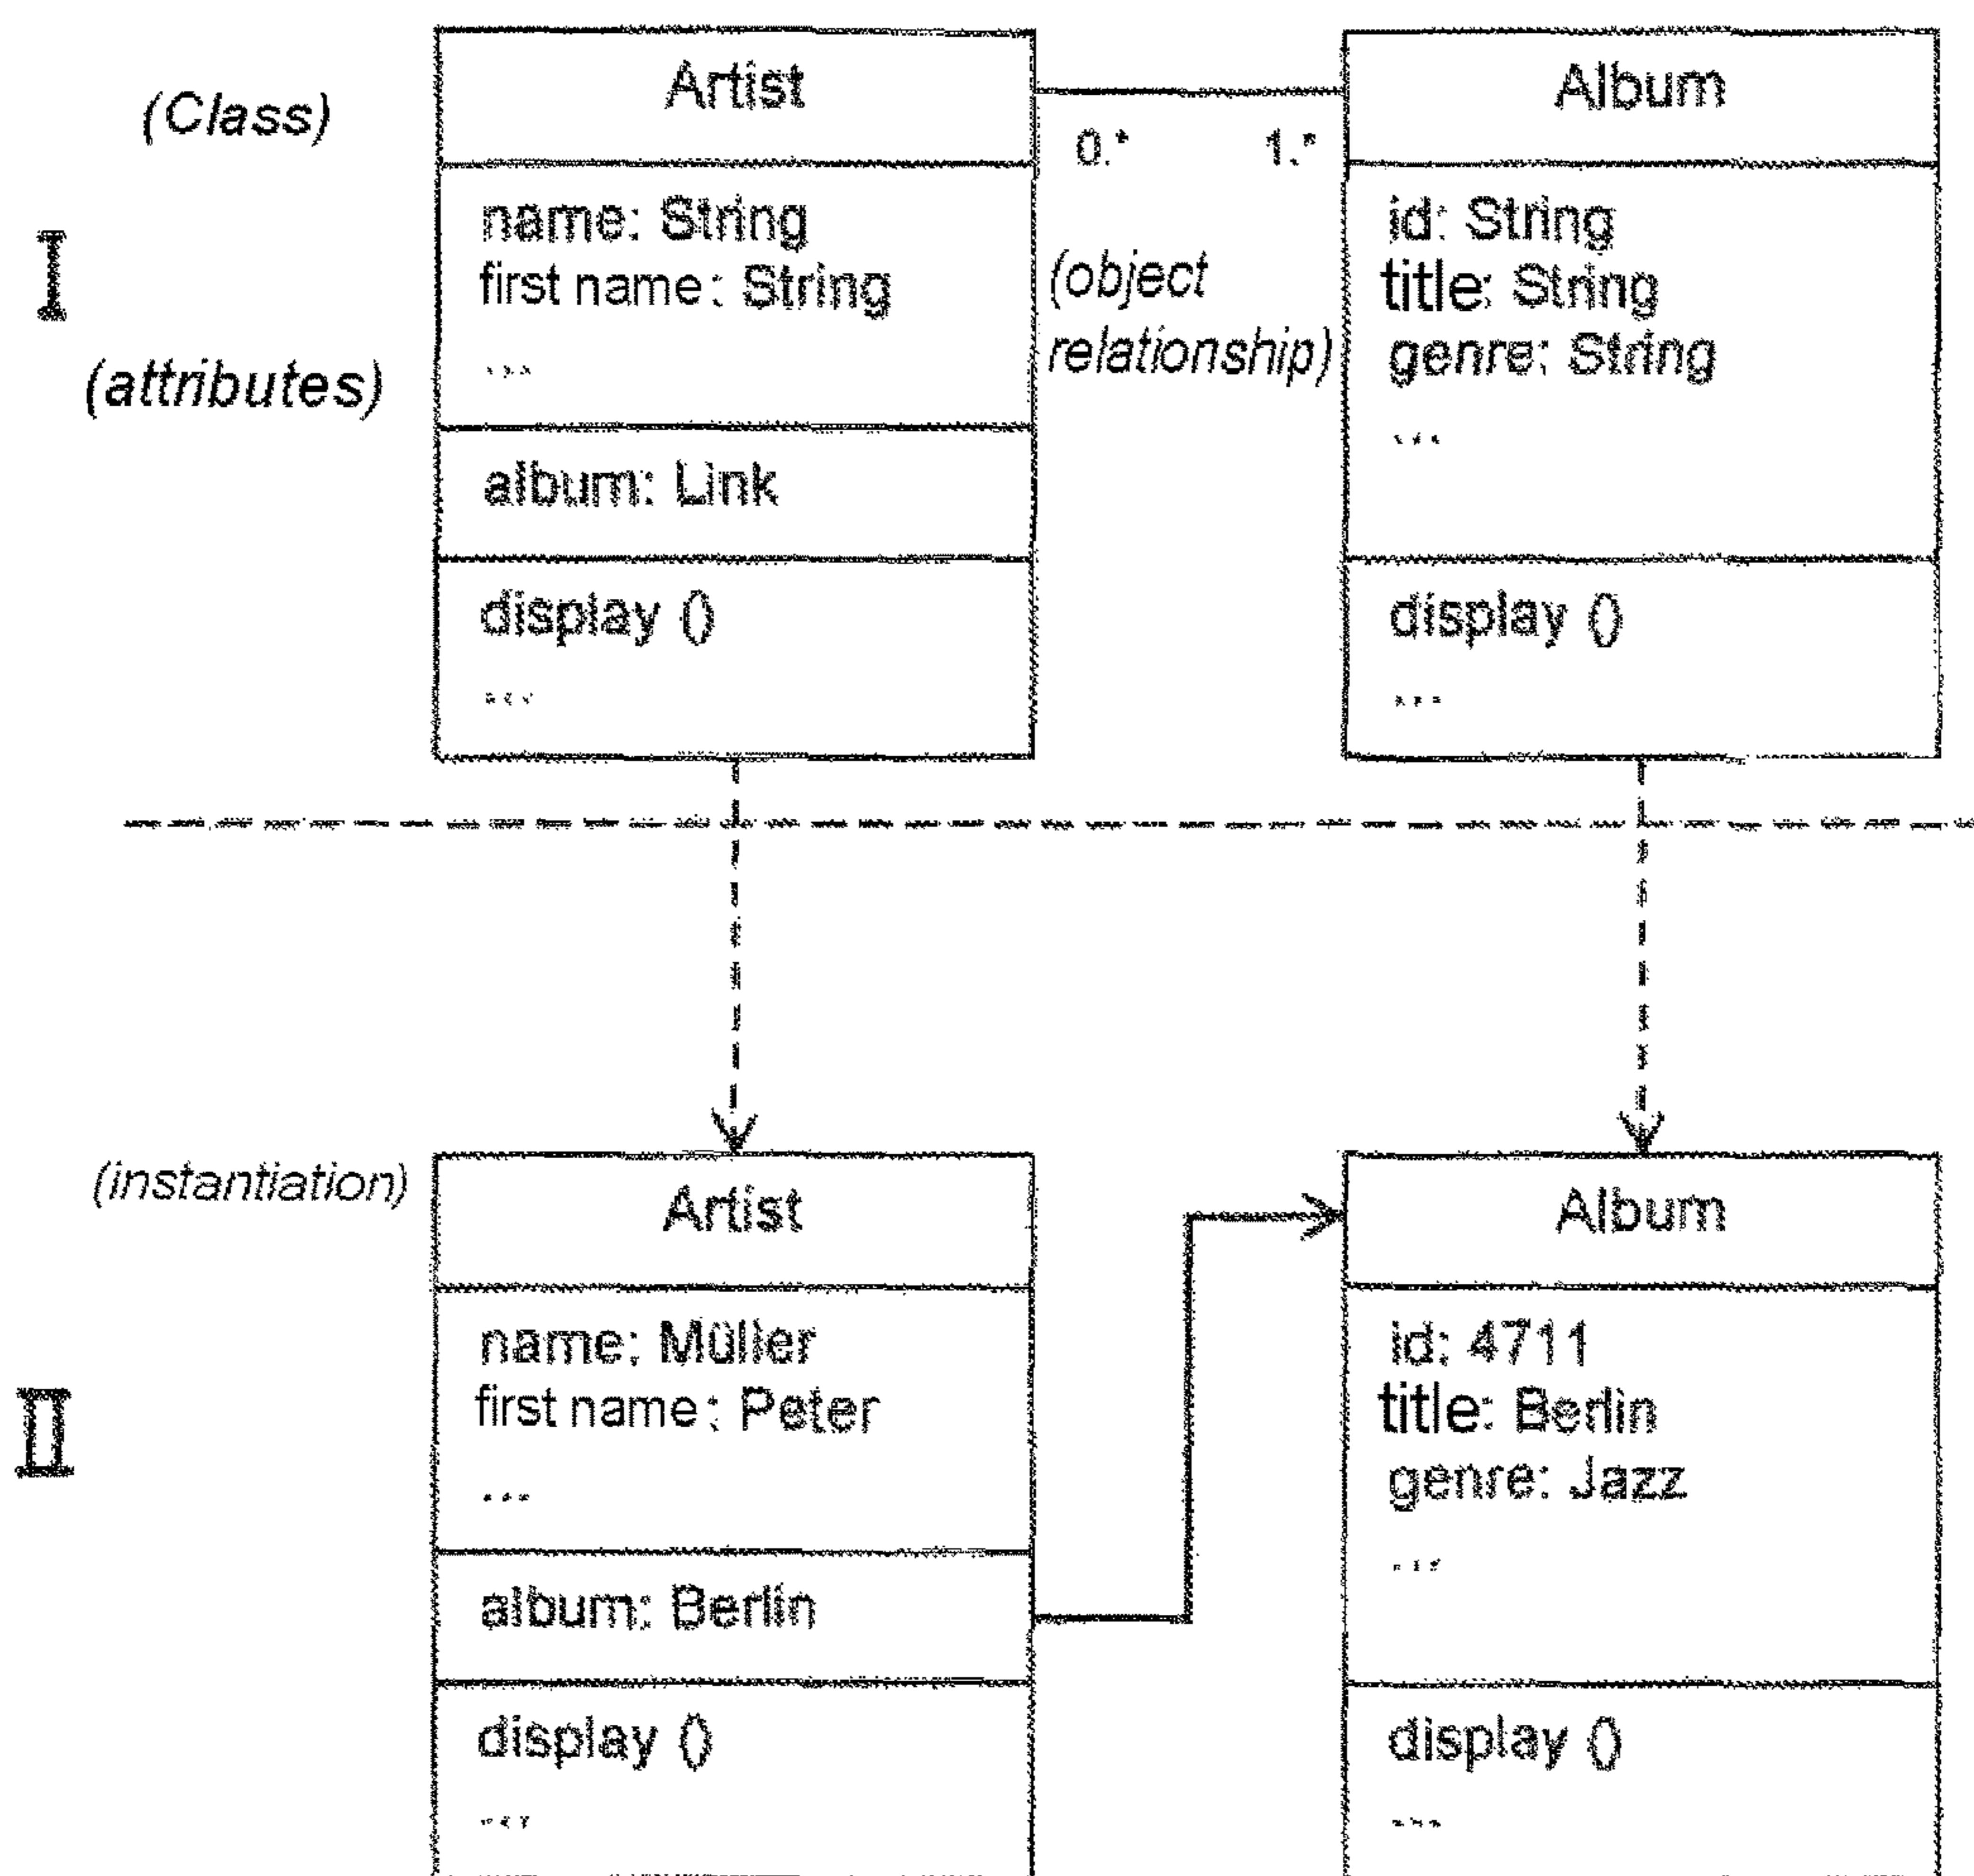 (Class)
Artist
Album
0.*
1.*
I
(attributes)
name: String
first name: String
...
(object
relationship)
id: String
title: String
genre: String
...
album: Link
display ()
...
display ()
...
(instantiation)
Artist
Album
II
name: Müller
first name: Peter
...
id: 4711
title: Berlin
genre: Jazz
...
album: Berlin
display ()
...
display ()
...